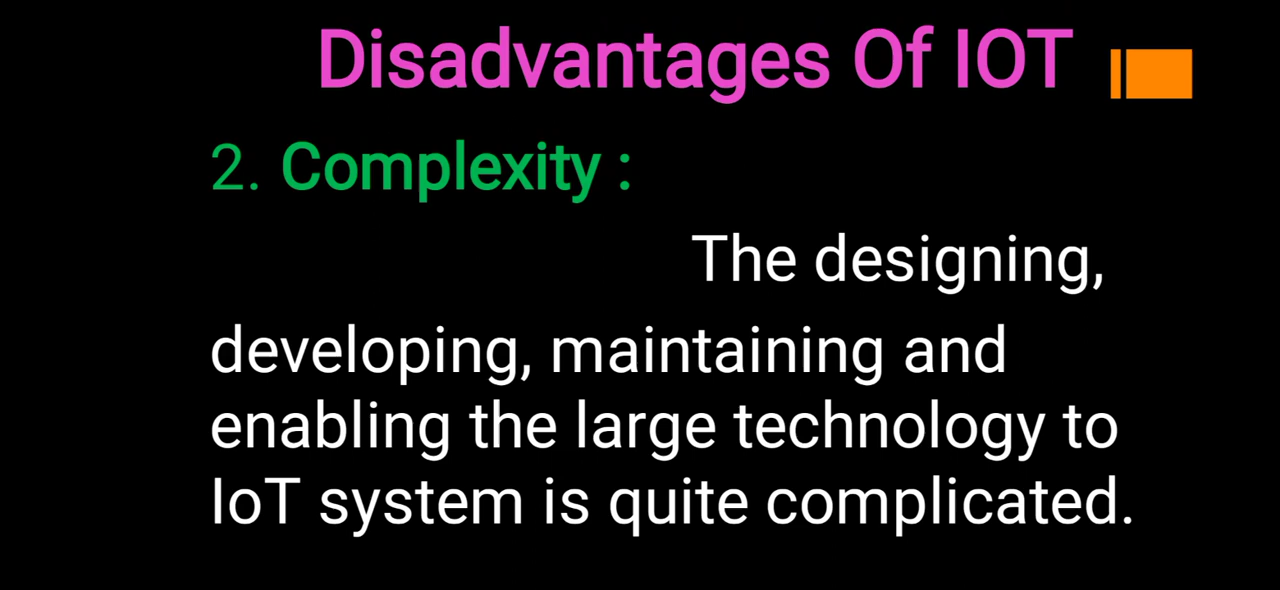 Disadvantages Of IOT
2. Complexity :
The designing,
developing, maintaining and
enabling the large technology to
IoT system is quite complicated.